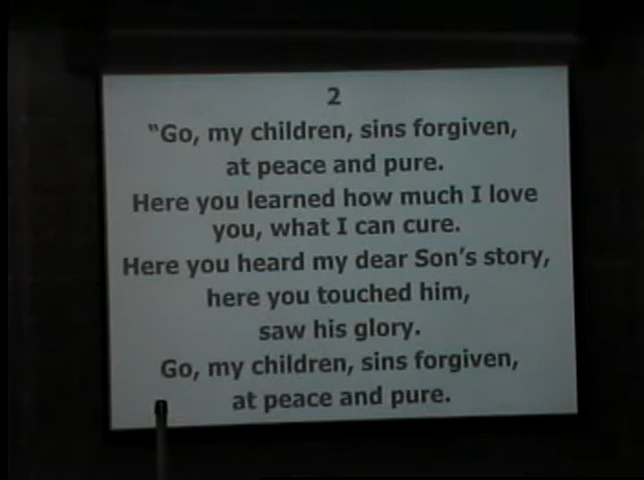 2
"Go, my children, sins forgiven,
at peace and pure.
Here you learned how much I love
you, what I can cure.
Here you heard my dear Son's story,
here you touched him,
saw his glory.
Go, my children, sins forgiven,
at peace and pure.